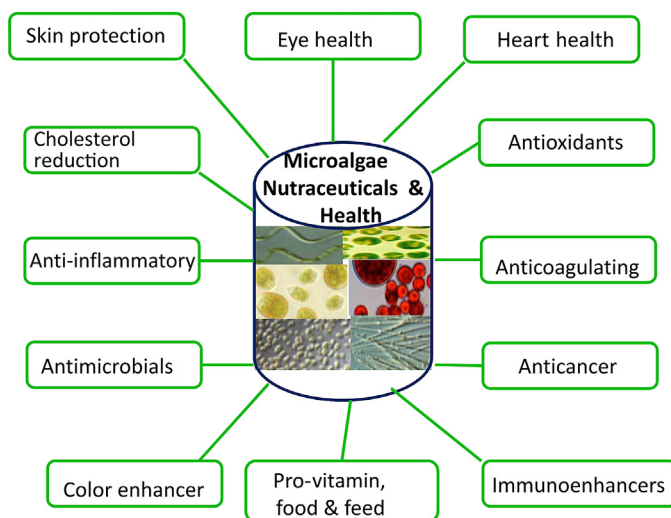 Skin protection
Eye health
Heart health
Cholesterol
reduction
Microalgae
Nutraceuticals &
Health
Antioxidants
Anti-inflammatory
Anticoagulating
Antimicrobials
Anticancer
Color enhancer
Pro-vitamin,
food & feed
Immunoenhancers